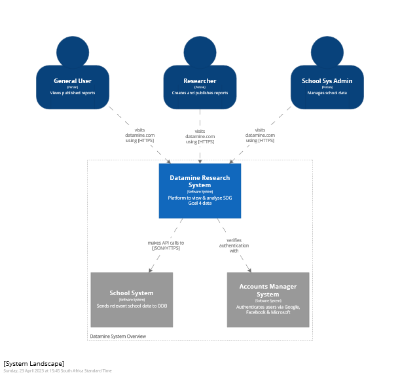 General User
[Person]
Views published reports
Researcher
[Person]
Creates and publishes reports
School Sys Admin
[Person]
Manages school data
visits
datamine.com
using [HTTPS]
visits
datamine.com
using [HTTPS]
visits
datamine.com
using [HTTPS]
Datamine Research
System
[Software System]
Platform to view & analyse SDG
Goal 4 data
makes API calls to
[JSON/HTTPS]
verifies
authentication
with
School System
[Software System]
Sends relevant school data to DDG
Accounts Manager
System
[Software System]
Authenticates users via Google,
Facebook & Microsoft
Datamine System Overview
[System Landscape]
Sunday, 23 April 2023 at South Africa Standard Time